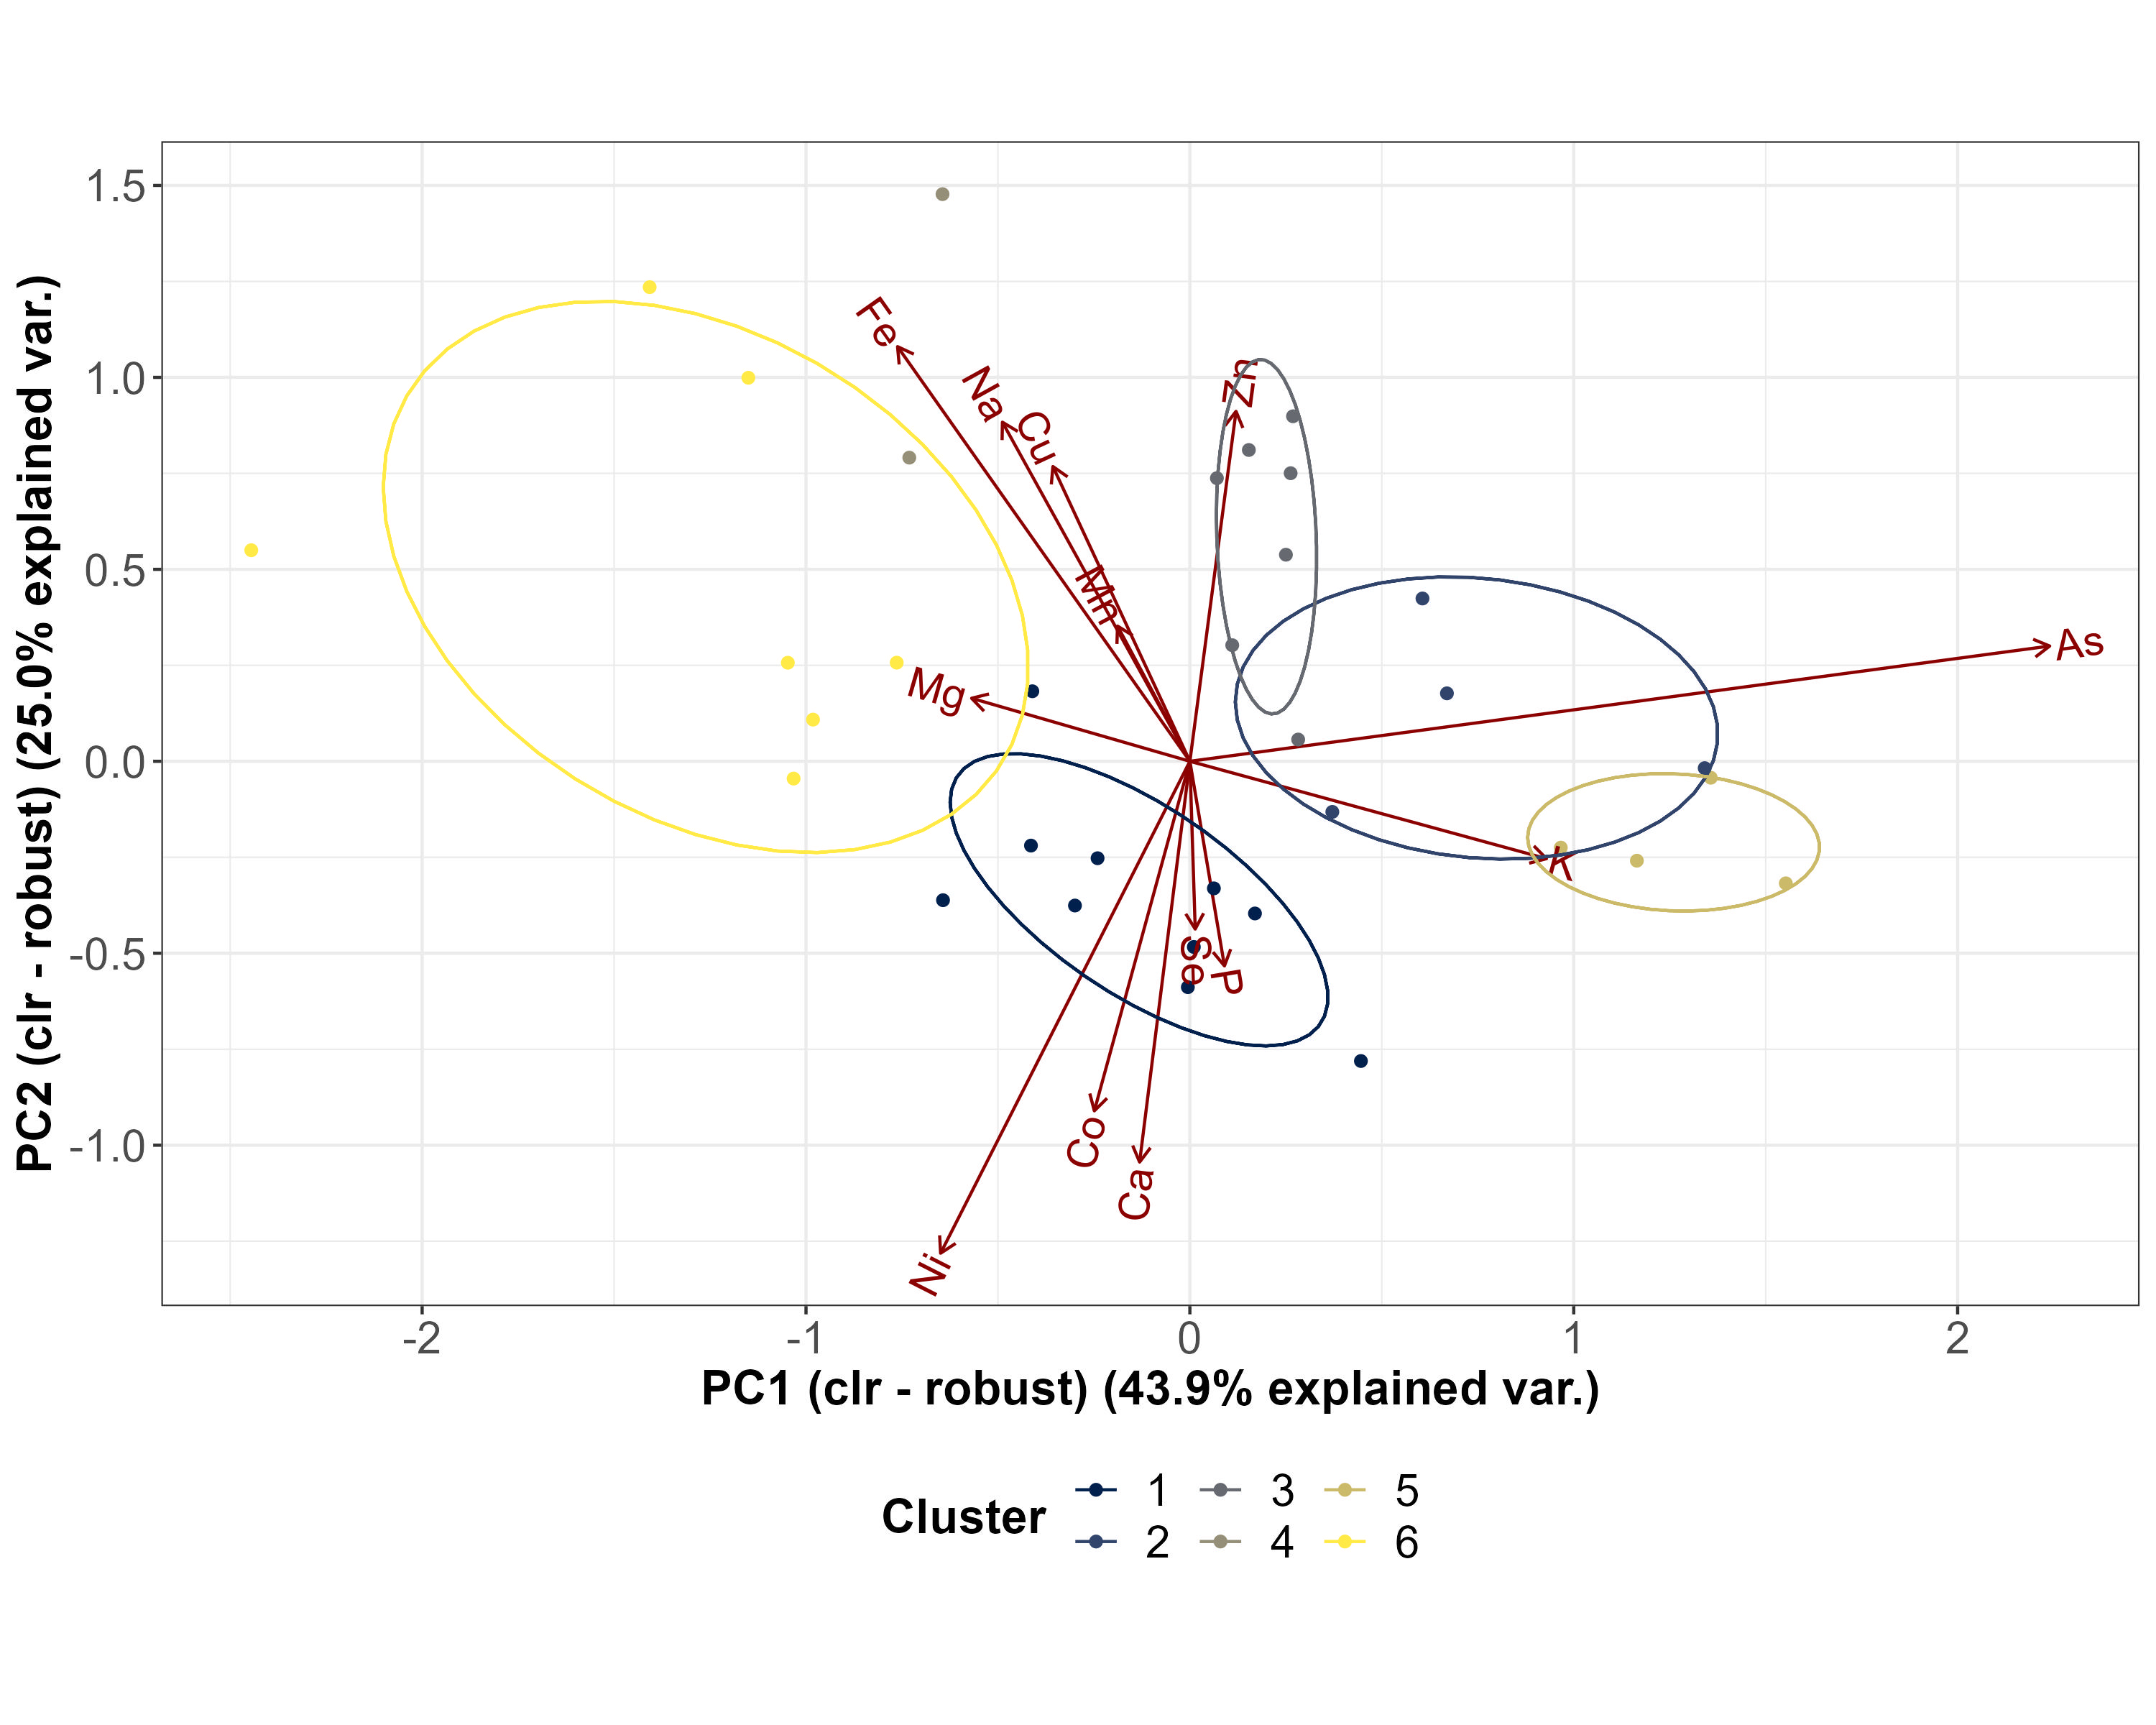 PC2 (clr - robust) (25.0% explained var.)
1.5
1.0
0.5
0.0
-0.5
-1.0
Fe
Na
Cu
Zn
Mn
Mg
As
K
Se
P
Co
Ca
Ni
-2
-1
0
1
2
PC1 (clr - robust) (43.9% explained var.)
Cluster
1
3
5
2
4
6